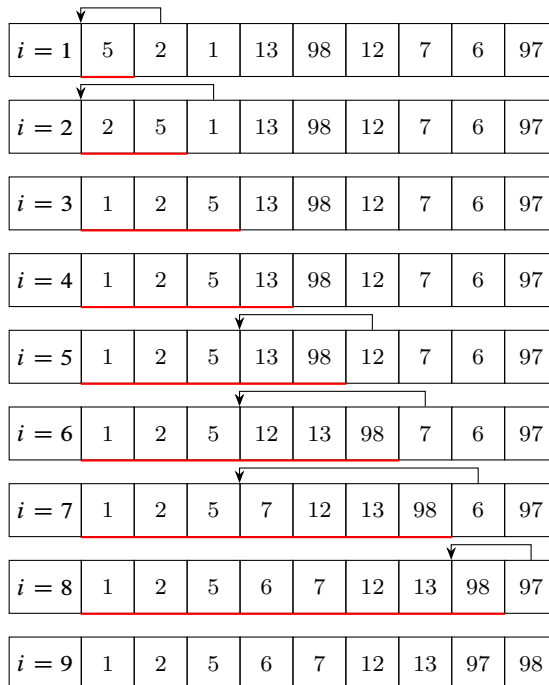 i = 1 5 2 1 13 98 12 7 6 97
i = 2 2 5 1 13 98 12 7 6 97
i = 3 1 2 5 13 98 12 7 6 97
i = 4 1 2 5 13 98 12 7 6 97
i = 5 1 2 5 13 98 12 7 6 97
i = 6 1 2 5 12 13 98 7 6 97
i = 7 1 2 5 7 12 13 98 6 97
i = 8 1 2 5 6 7 12 13 98 97
i = 9 1 2 5 6 7 12 13 97 98